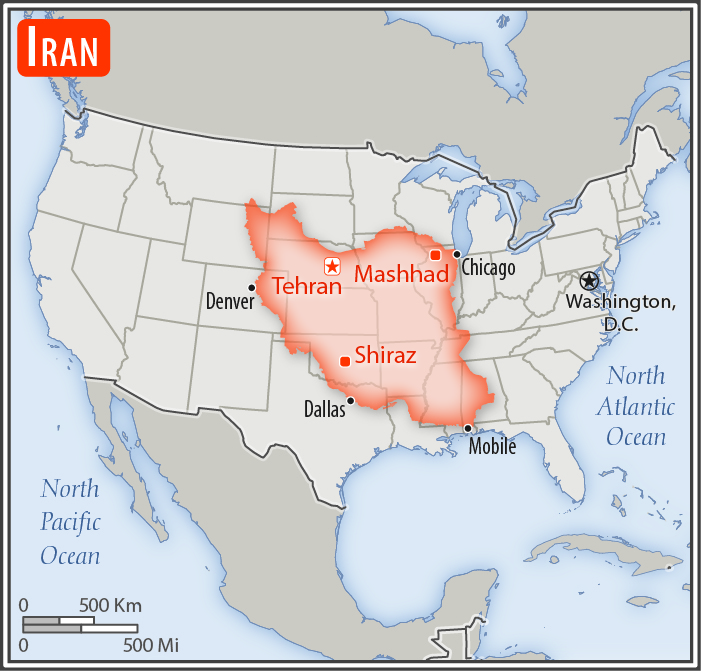 IRAN
Tehran
Mashhad
Chicago
Denver
Washington,
D.C.
Shiraz
Dallas
Mobile
North
Atlantic
Ocean
North
Pacific
Ocean
0 500 Km
0 500 Mi